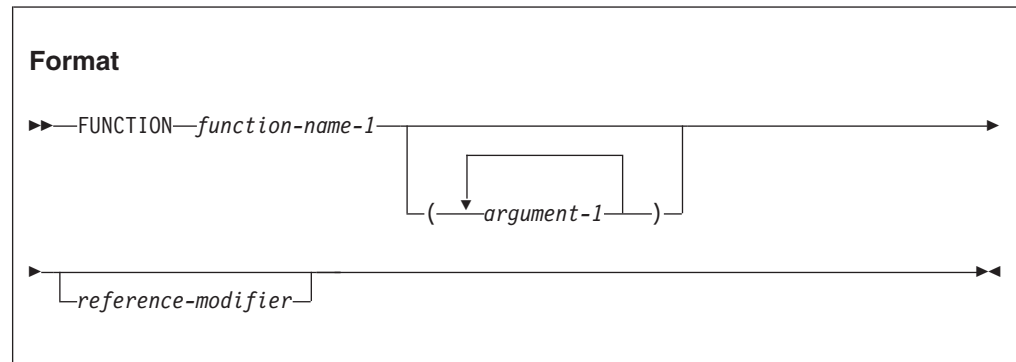 Format
FUNCTION function-name-1
( argument-1 )
reference-modifier